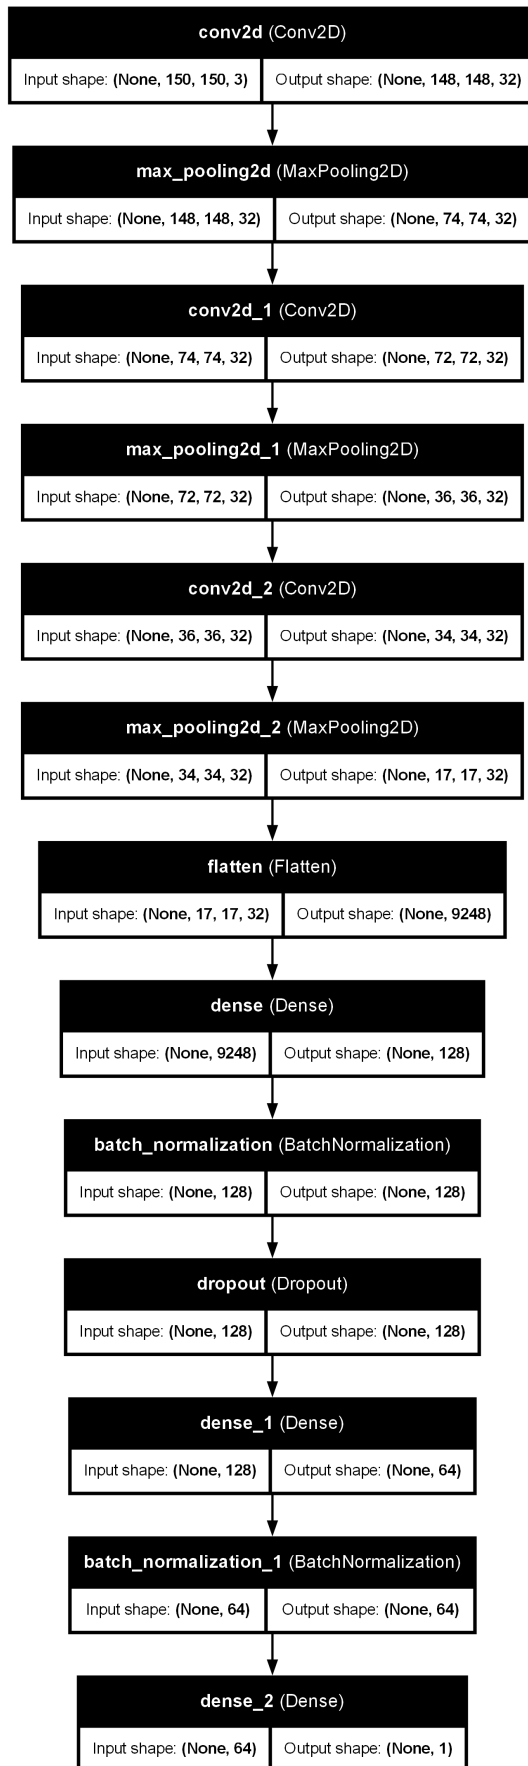 conv2d (Conv2D)
Input shape: (None, 150, 150, 3) Output shape: (None, 148, 148, 32)
max_pooling2d (MaxPooling2D)
Input shape: (None, 148, 148, 32) Output shape: (None, 74, 74, 32)
conv2d_1 (Conv2D)
Input shape: (None, 74, 74, 32) Output shape: (None, 72, 72, 32)
max_pooling2d_1 (MaxPooling2D)
Input shape: (None, 72, 72, 32) Output shape: (None, 36, 36, 32)
conv2d_2 (Conv2D)
Input shape: (None, 36, 36, 32) Output shape: (None, 34, 34, 32)
max_pooling2d_2 (MaxPooling2D)
Input shape: (None, 34, 34, 32) Output shape: (None, 17, 17, 32)
flatten (Flatten)
Input shape: (None, 17, 17, 32) Output shape: (None, 9248)
dense (Dense)
Input shape: (None, 9248) Output shape: (None, 128)
batch_normalization (BatchNormalization)
Input shape: (None, 128) Output shape: (None, 128)
dropout (Dropout)
Input shape: (None, 128) Output shape: (None, 128)
dense_1 (Dense)
Input shape: (None, 128) Output shape: (None, 64)
batch_normalization_1 (BatchNormalization)
Input shape: (None, 64) Output shape: (None, 64)
dense_2 (Dense)
Input shape: (None, 64) Output shape: (None, 1)